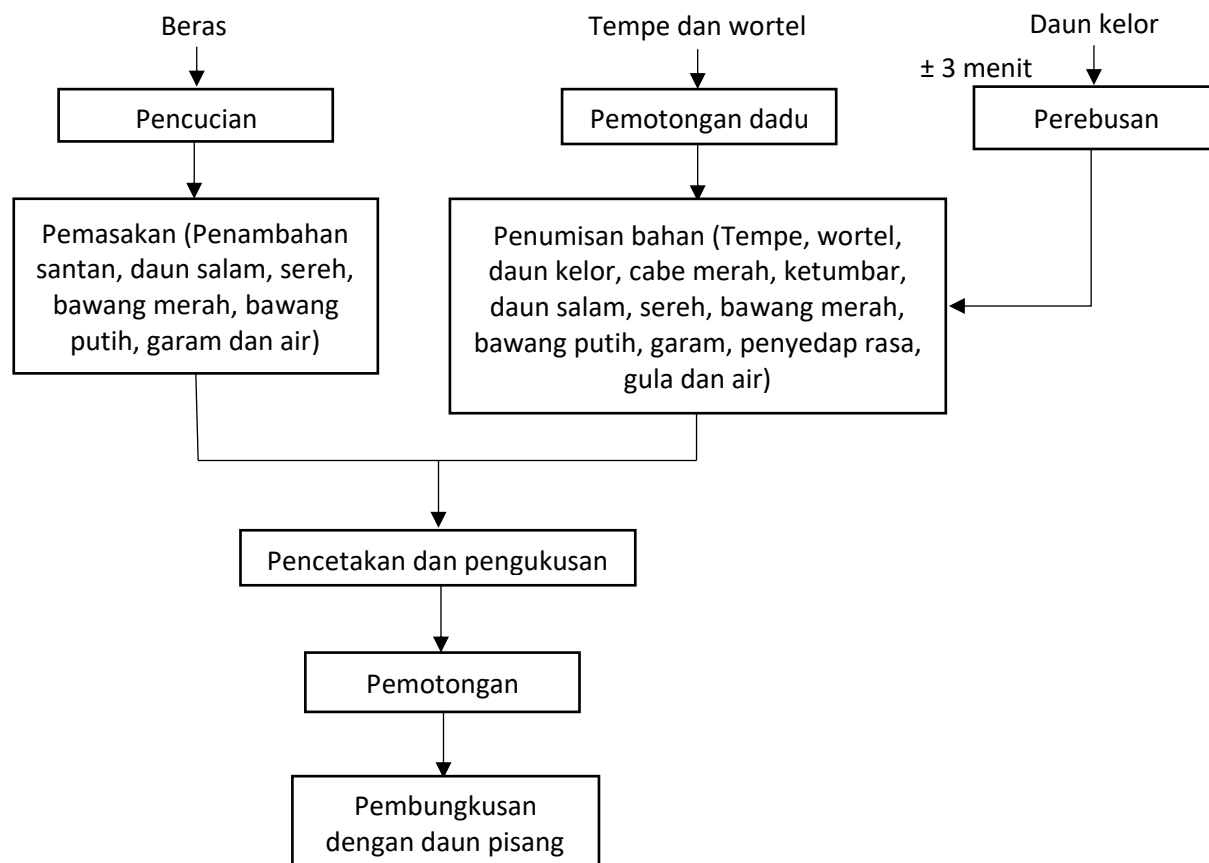 Beras
Pencucian
Pemasakan (Penambahan
santan, daun salam, sereh,
bawang merah, bawang
putih, garam dan air)
Tempe dan wortel
Pemotongan dadu
Penumisan bahan (Tempe, wortel,
daun kelor, cabe merah, ketumbar,
daun salam, sereh, bawang merah,
bawang putih, garam, penyedap rasa,
gula dan air)
Daun kelor
± 3 menit
Perebusan
Pencetakan dan pengukusan
Pemotongan
Pembungkusan
dengan daun pisang